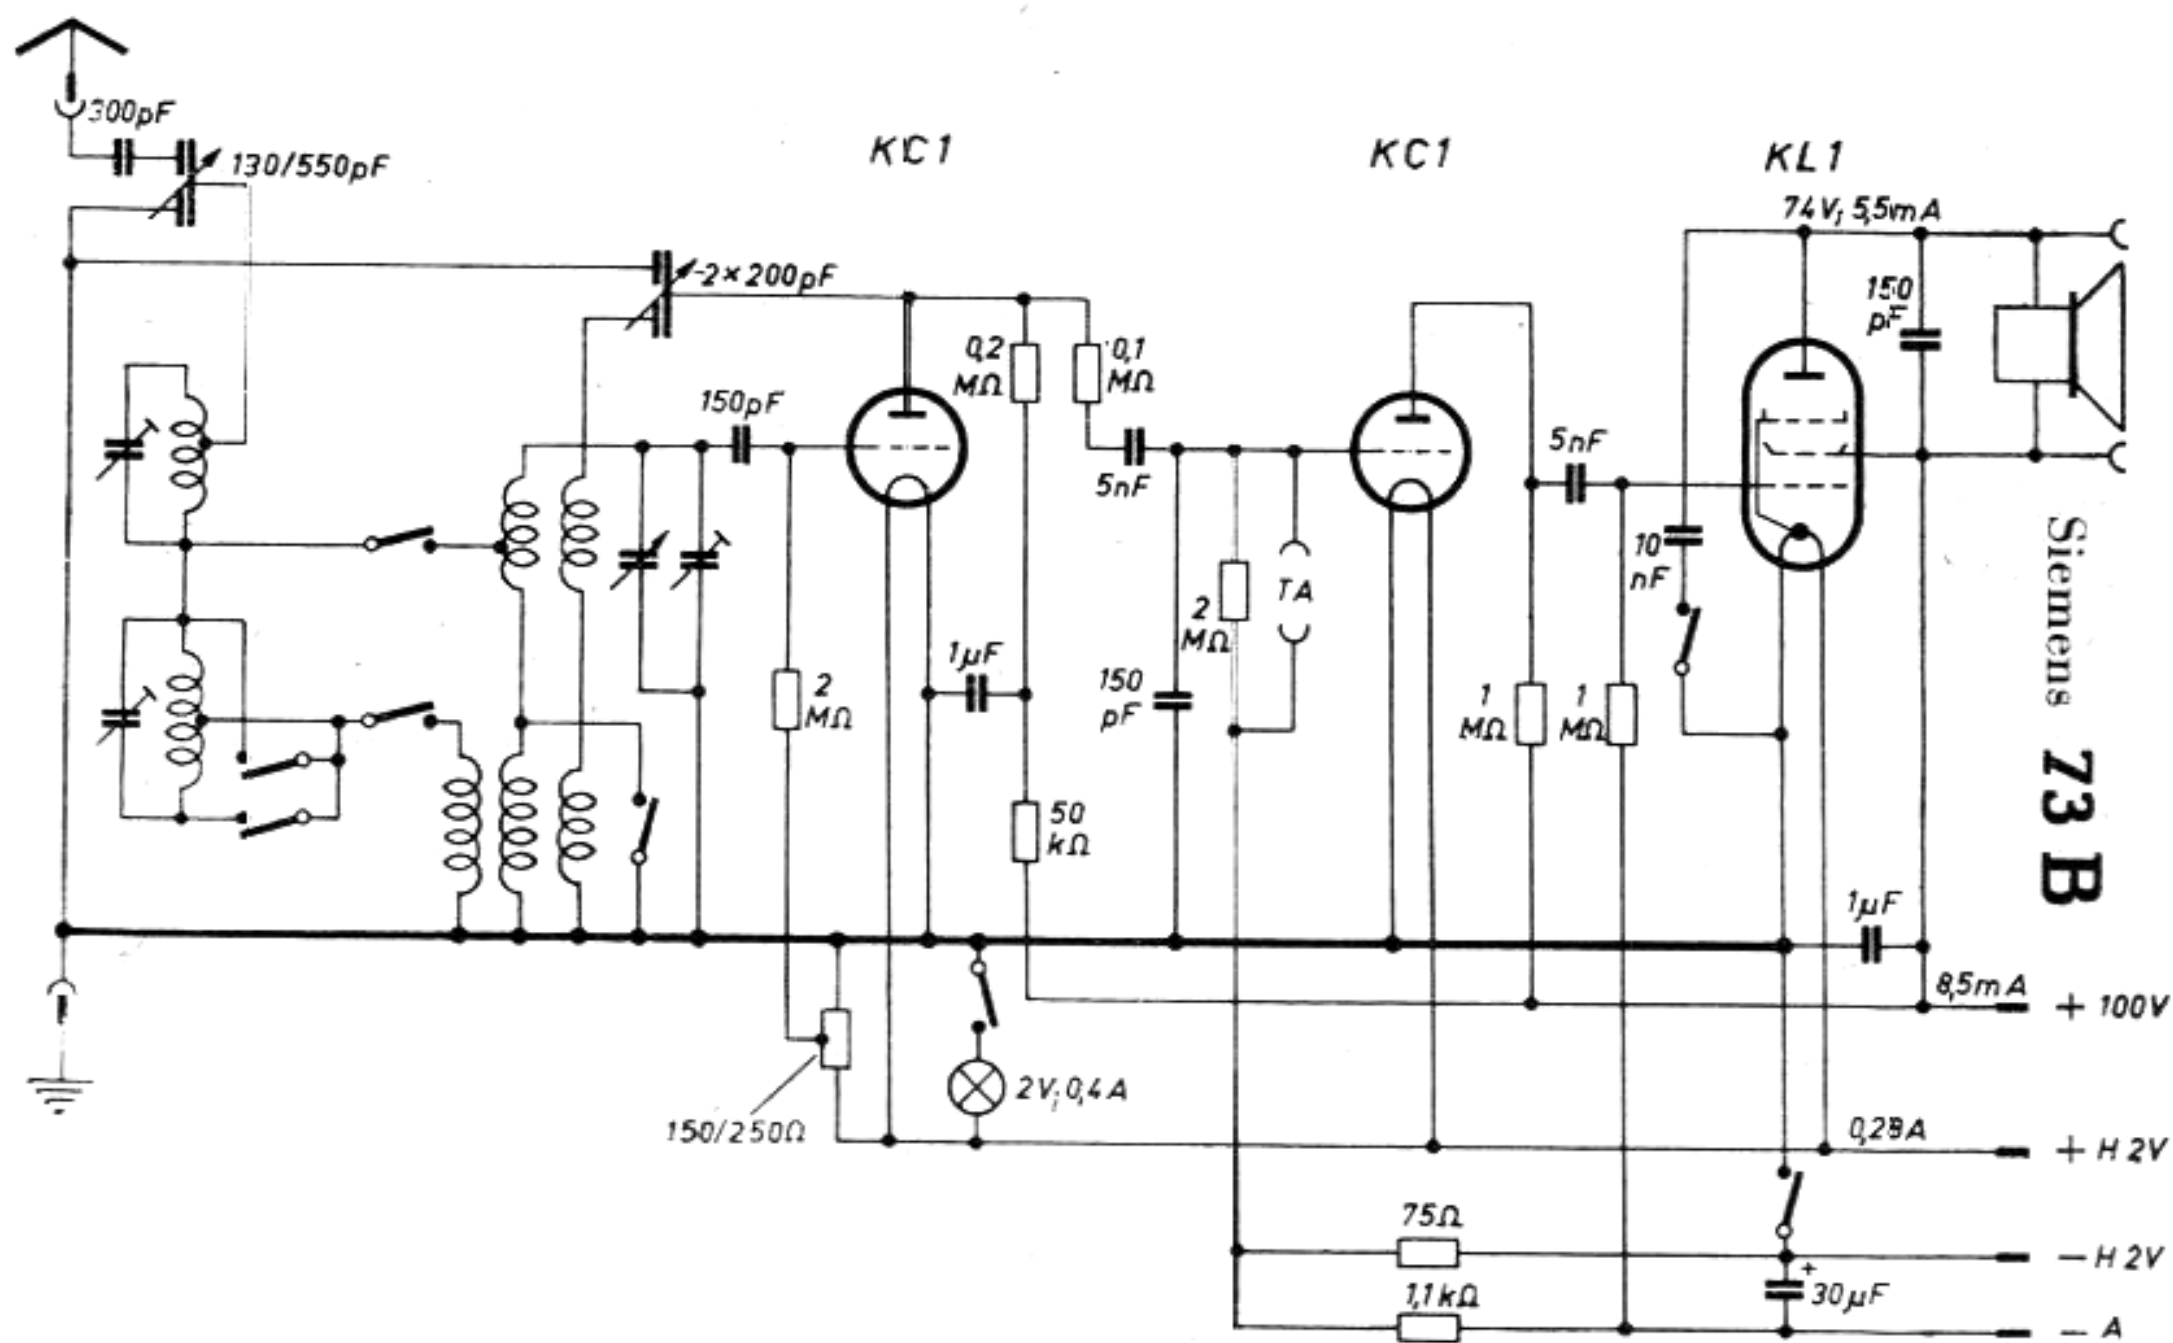 300pF
130/550pF
KC1
KC1
KL1
74V; 5,5mA
2×200pF
150
pF
0,2
MΩ
0,1
MΩ
150pF
5nF
5nF
10
nF
TA
2
MΩ
2
MΩ
1µF
150
pF
1
MΩ
1
MΩ
50
kΩ
Siemens 73 B
1µF
8,5mA
+ 100V
2V; 0,4A
150/250Ω
0,28A
+ H 2V
75Ω
− H 2V
+
30µF
1,1kΩ
− A